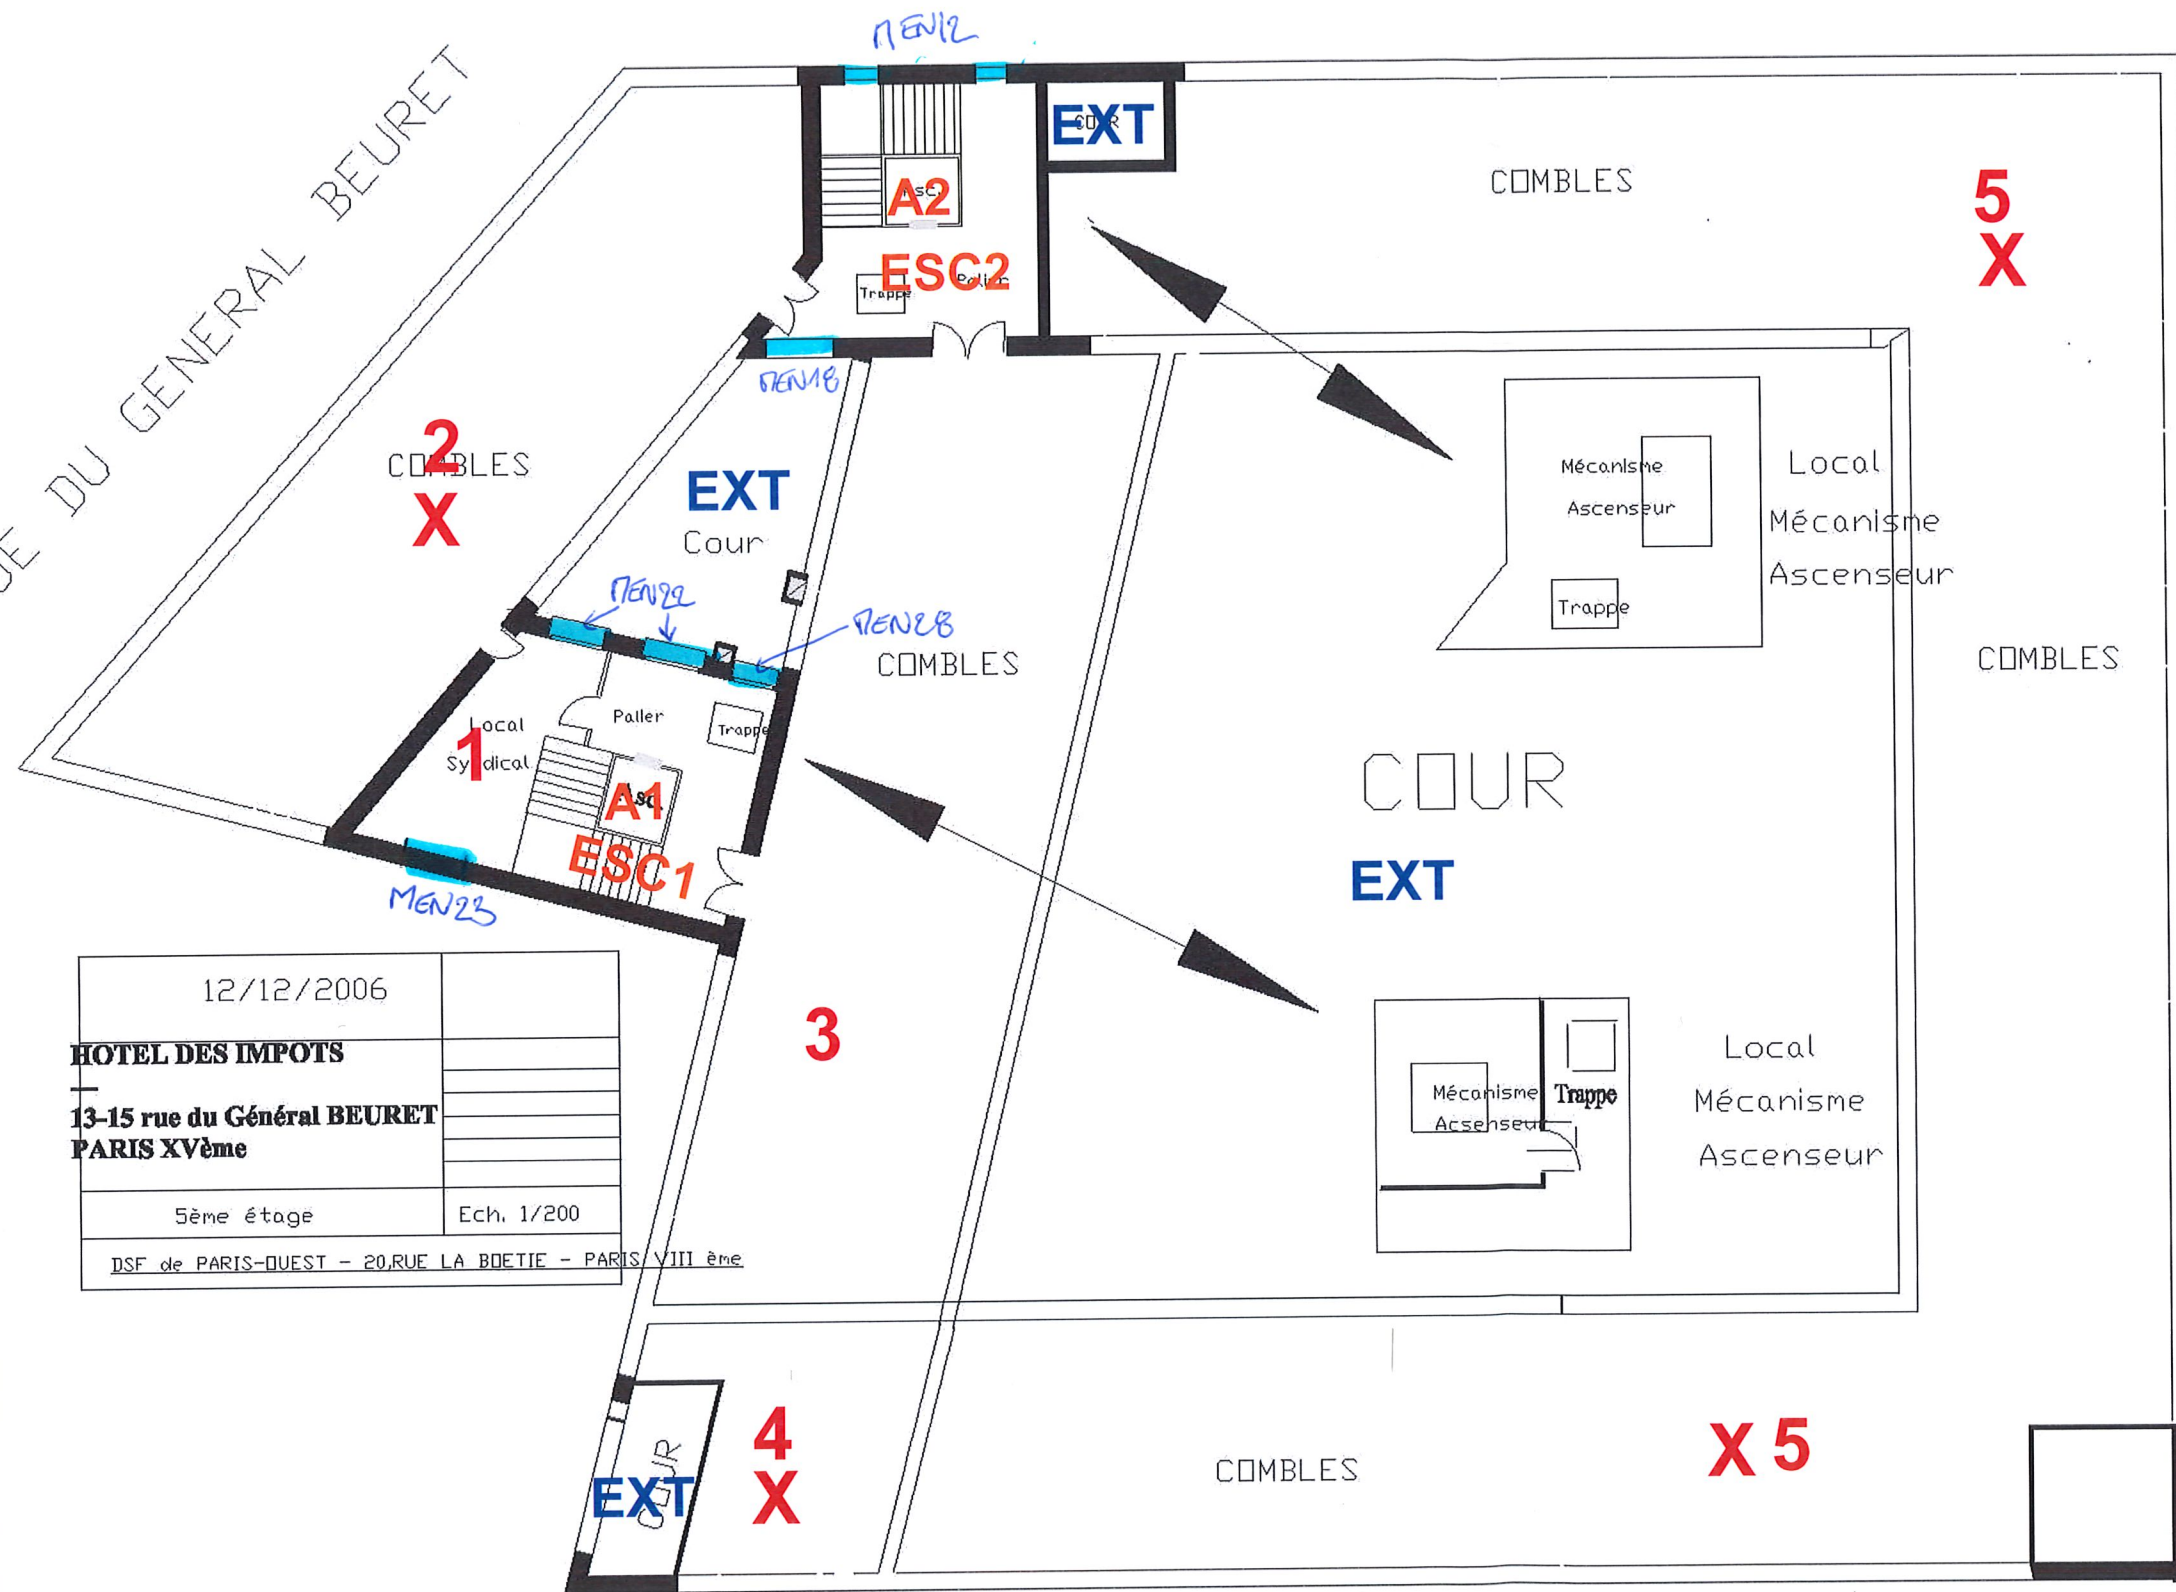 MEN12
RUE DU GENERAL BEURET
EXT
COUR
COMBLES
5
X
Asc.
A2
ESC2
Palier
Trappe
MEN18
2
COMBLES
X
EXT
Cour
Mécanisme
Ascenseur
Trappe
Local
Mécanisme
Ascenseur
MEN22
MEN28
COMBLES
COMBLES
Local
Syndical
1
Palier
Trappe
Asc.
A1
ESC1
MEN23
COUR
EXT
12/12/2006
HOTEL DES IMPOTS
—
13-15 rue du Général BEURET
PARIS XVème
5ème étage
Ech. 1/200
DSF de PARIS-OUEST - 20,RUE LA BOETIE - PARIS VIII ème
3
Mécanisme
Acsenseur
Trappe
Local
Mécanisme
Ascenseur
4
X
COUR
EXT
COMBLES
X 5